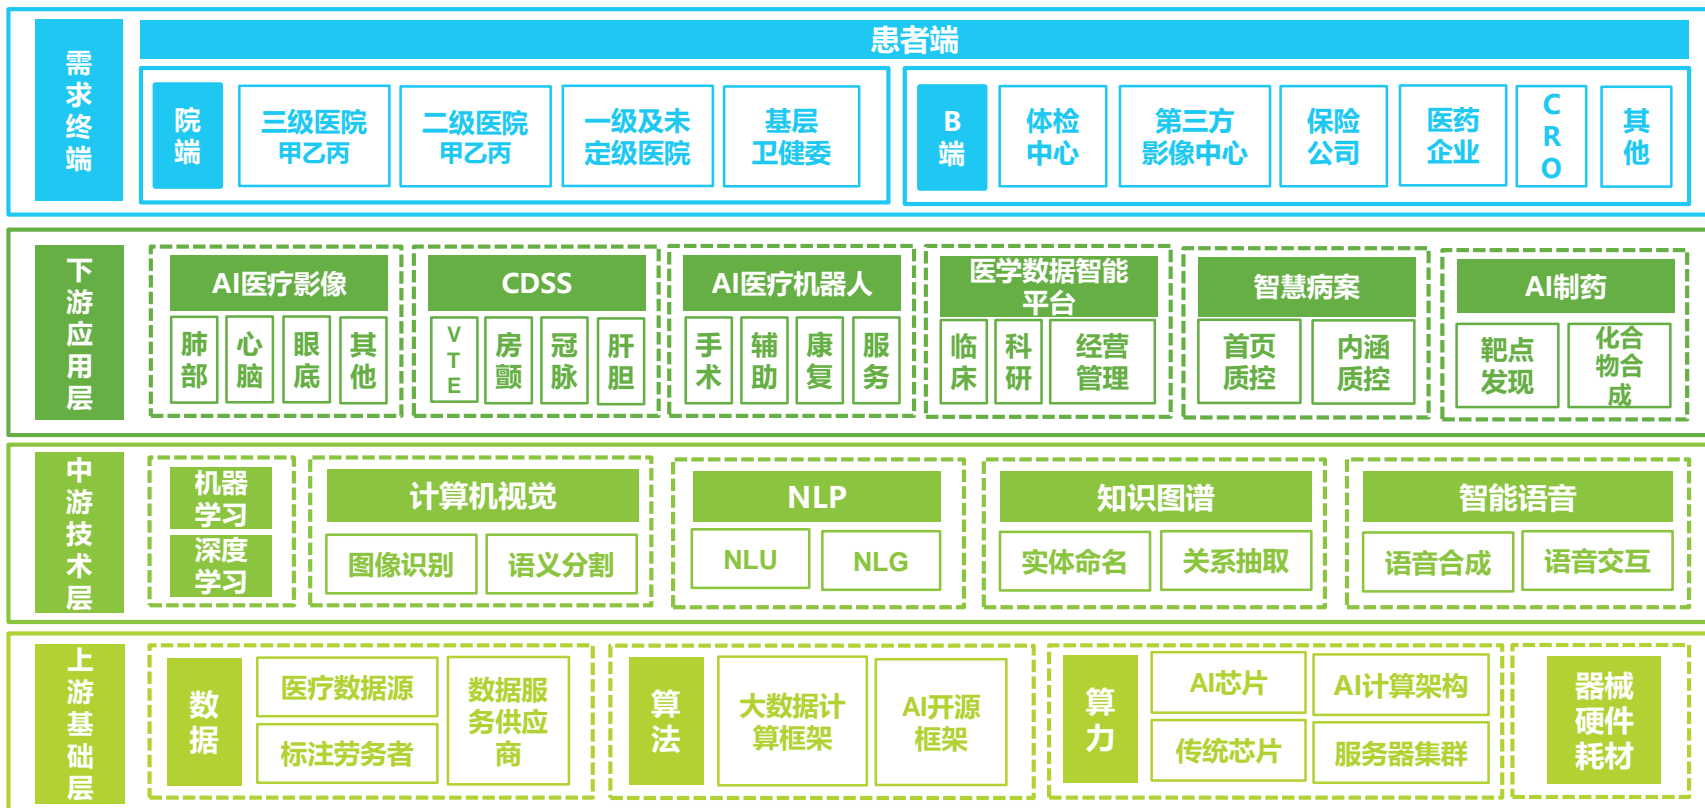 需求终端
患者端
院端
三级医院
甲乙丙
二级医院
甲乙丙
一级及未
定级医院
基层
卫健委
B端
体检
中心
第三方
影像中心
保险
公司
医药
企业
CRO
其他
下游应用层
AI医疗影像
肺部
心脑
眼底
其他
CDSS
VTE
房颤
冠脉
肝胆
AI医疗机器人
手术
辅助
康复
服务
医学数据智能
平台
临床
科研
经营
管理
智慧病案
首页
质控
内涵
质控
AI制药
靶点
发现
化合
物合
成
中游技术层
机器
学习
深度
学习
计算机视觉
图像识别
语义分割
NLP
NLU
NLG
知识图谱
实体命名
关系抽取
智能语音
语音合成
语音交互
上游基础层
数据
医疗数据源
标注劳务者
数据服
务供应
商
算法
大数据计
算框架
AI开源
框架
算力
AI芯片
AI计算架构
传统芯片
服务器集群
器械
硬件
耗材